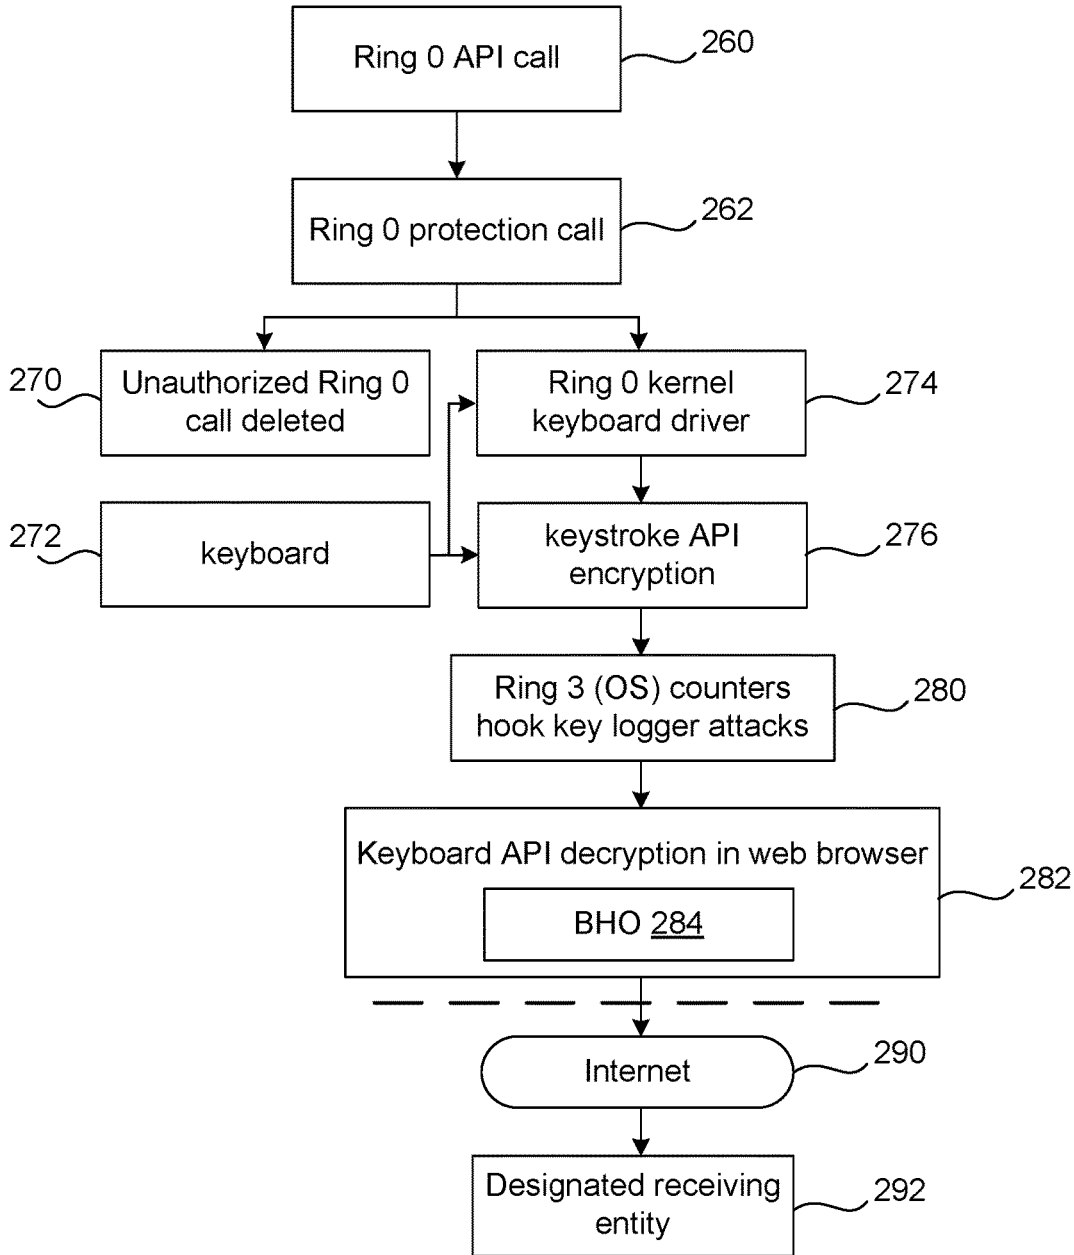 Ring 0 API call
260
Ring 0 protection call
262
270
Unauthorized Ring 0
call deleted
Ring 0 kernel
keyboard driver
274
272
keyboard
keystroke API
encryption
276
Ring 3 (OS) counters
hook key logger attacks
280
Keyboard API decryption in web browser
282
BHO 284
Internet
290
Designated receiving
entity
292